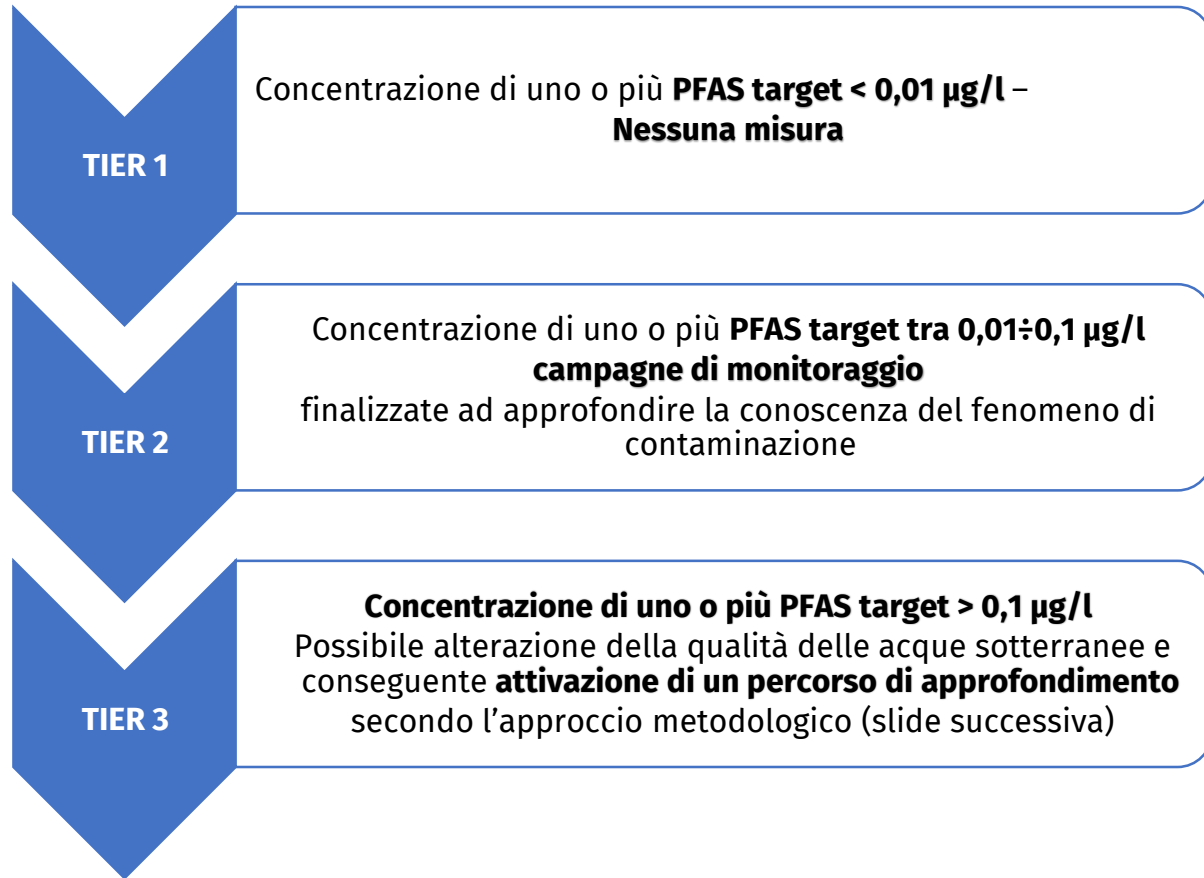 TIER 1
Concentrazione di uno o più PFAS target < 0,01 µg/l –
Nessuna misura
TIER 2
Concentrazione di uno o più PFAS target tra 0,01÷0,1 µg/l
campagne di monitoraggio
finalizzate ad approfondire la conoscenza del fenomeno di
contaminazione
TIER 3
Concentrazione di uno o più PFAS target > 0,1 µg/l
Possibile alterazione della qualità delle acque sotterranee e
conseguente attivazione di un percorso di approfondimento
secondo l’approccio metodologico (slide successiva)